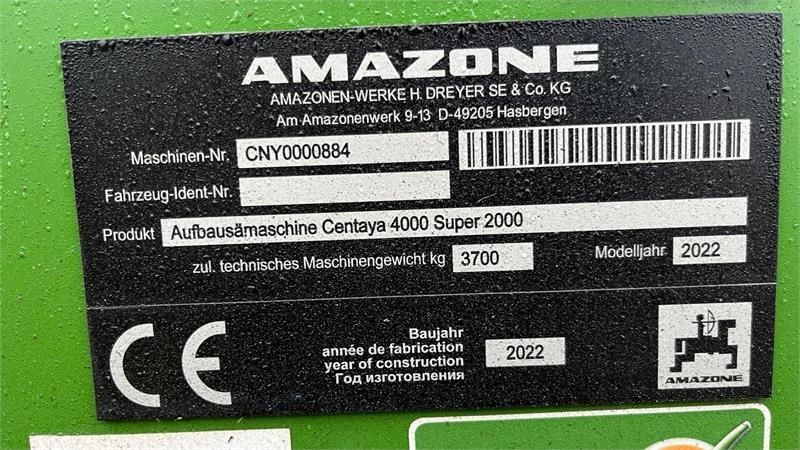 AMAZONE
AMAZONEN-WERKE H. DREYER SE & Co. KG
Am Amazonenwerk 9-13 D-49205 Hasbergen
Maschinen-Nr. CNY0000884
Fahrzeug-Ident-Nr.
Produkt Aufbausämaschine Centaya 4000 Super 2000
zul. technisches Maschinengewicht kg 3700 Modelljahr 2022
CE
Baujahr
année de fabrication
year of construction
Год изготовления
2022
AMAZONE